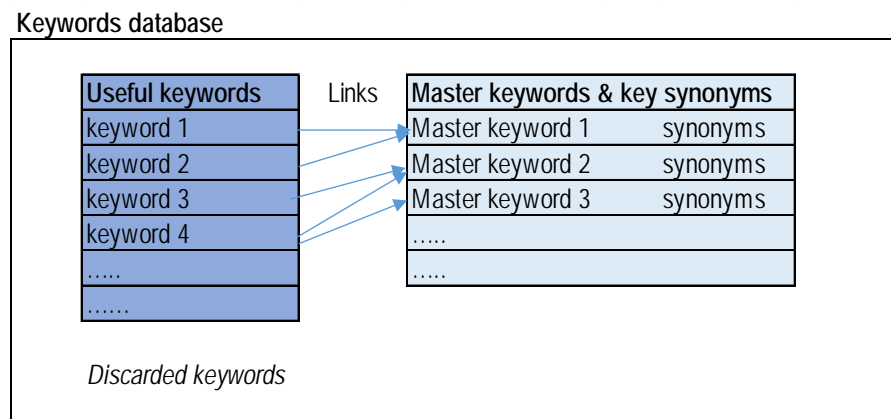 Keywords database
Useful keywords Links Master keywords & key synonyms
keyword 1 Master keyword 1 synonyms
keyword 2 Master keyword 2 synonyms
keyword 3 Master keyword 3 synonyms
keyword 4 .....
..... .....
......
Discarded keywords